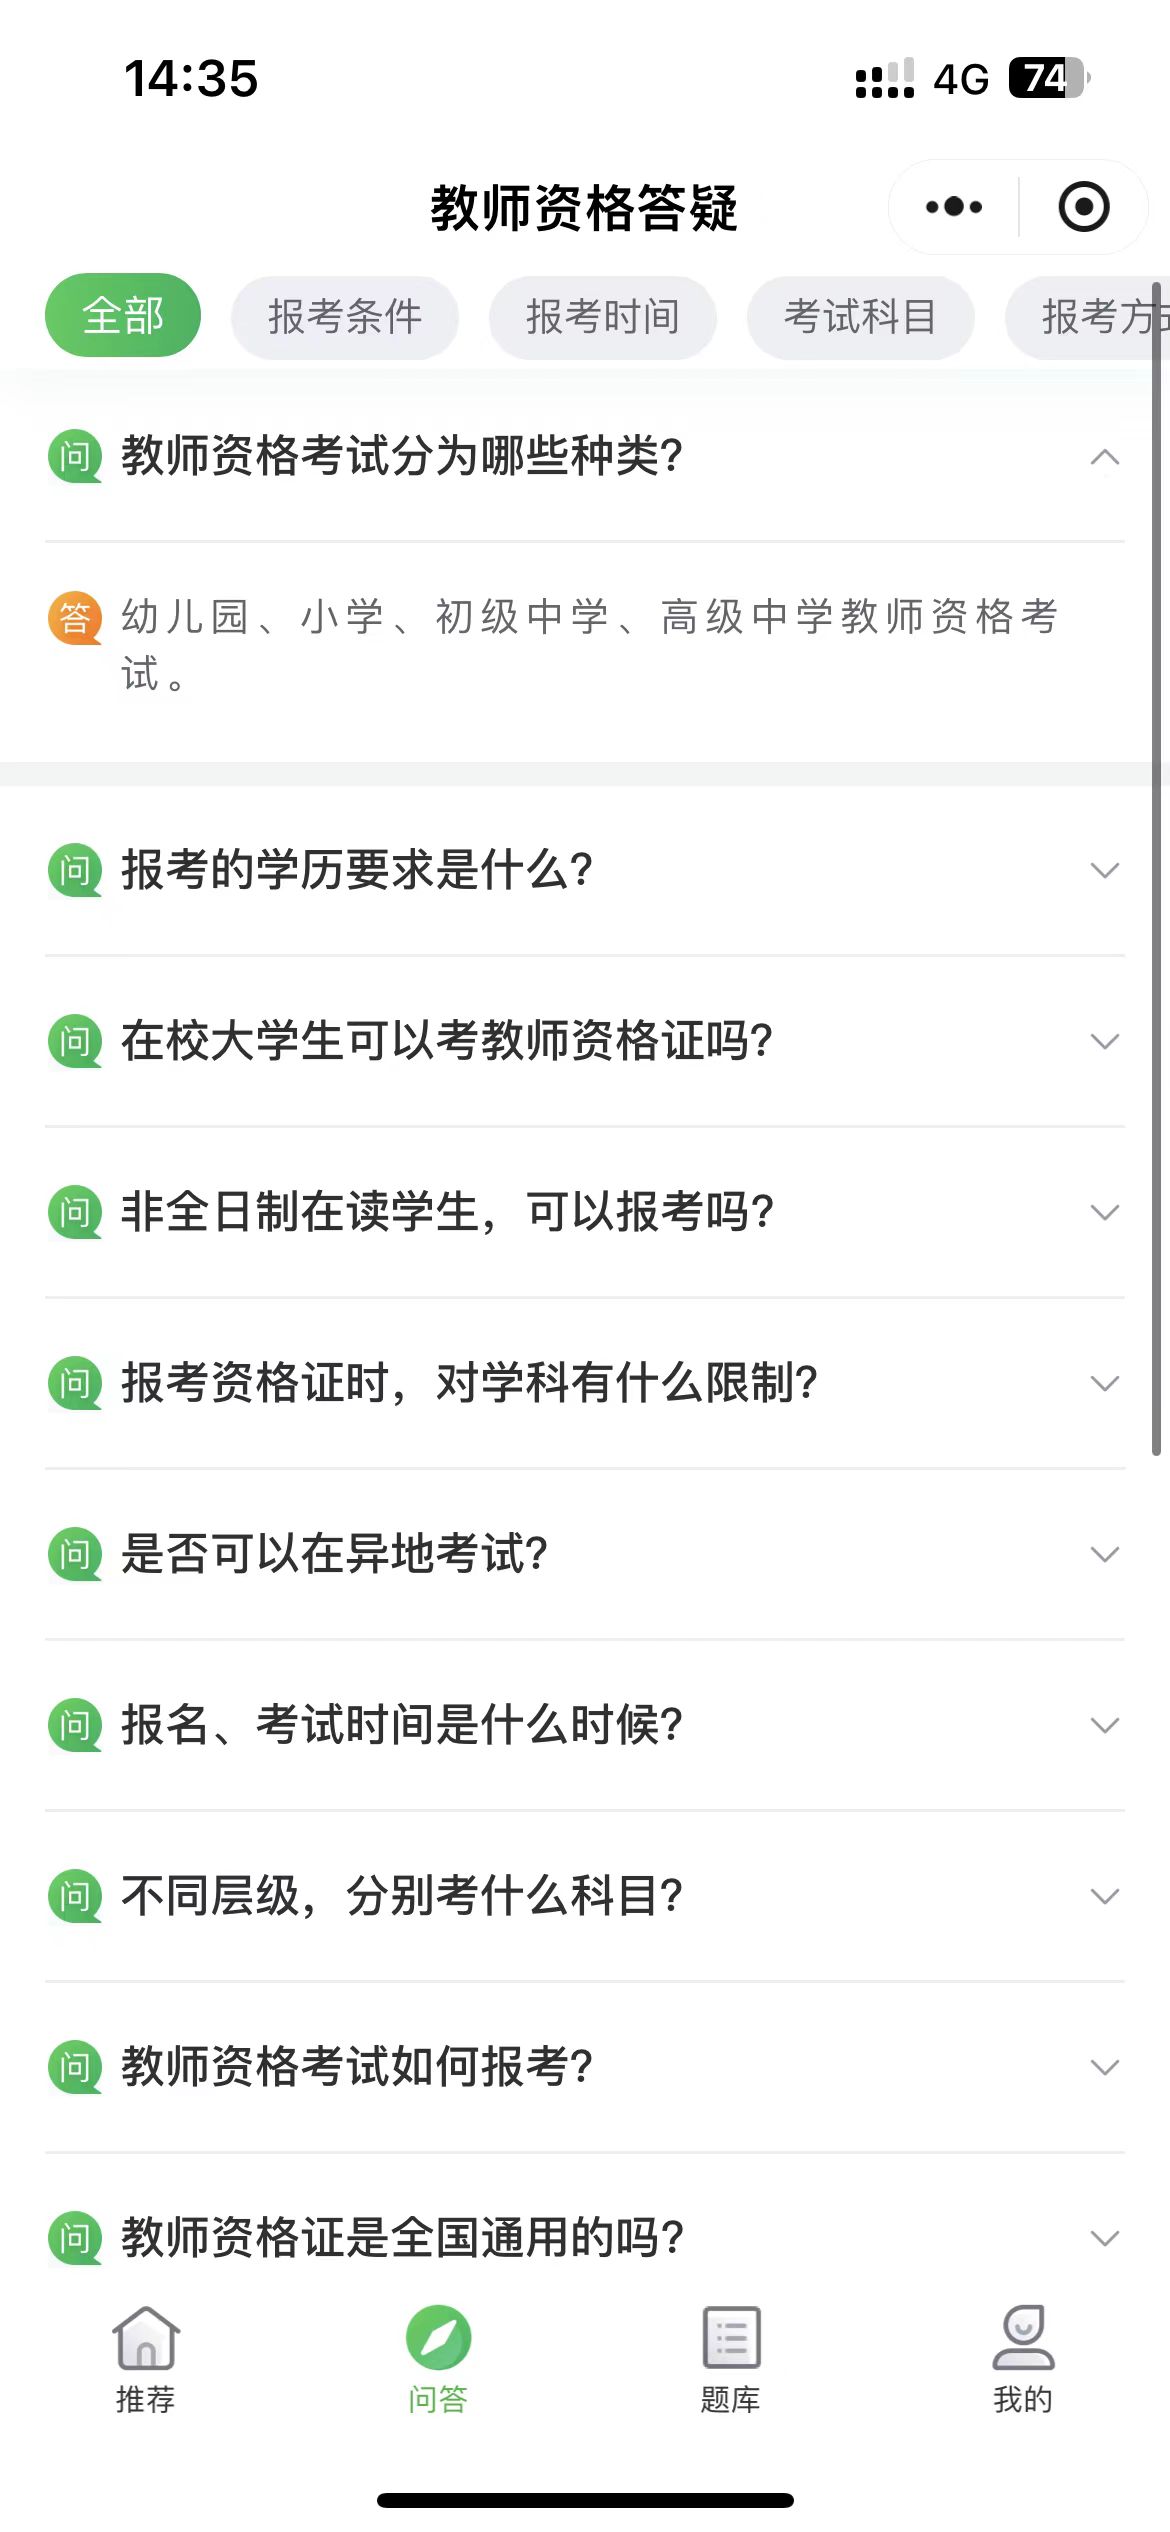 14:35
4G 74
教师资格答疑
全部 报考条件 报考时间 考试科目 报考方式
问 教师资格考试分为哪些种类?
答 幼儿园、小学、初级中学、高级中学教师资格考
试。
问 报考的学历要求是什么?
问 在校大学生可以考教师资格证吗?
问 非全日制在读学生，可以报考吗?
问 报考资格证时，对学科有什么限制?
问 是否可以在异地考试?
问 报名、考试时间是什么时候?
问 不同层级，分别考什么科目?
问 教师资格考试如何报考?
问 教师资格证是全国通用的吗?
推荐 问答 题库 我的